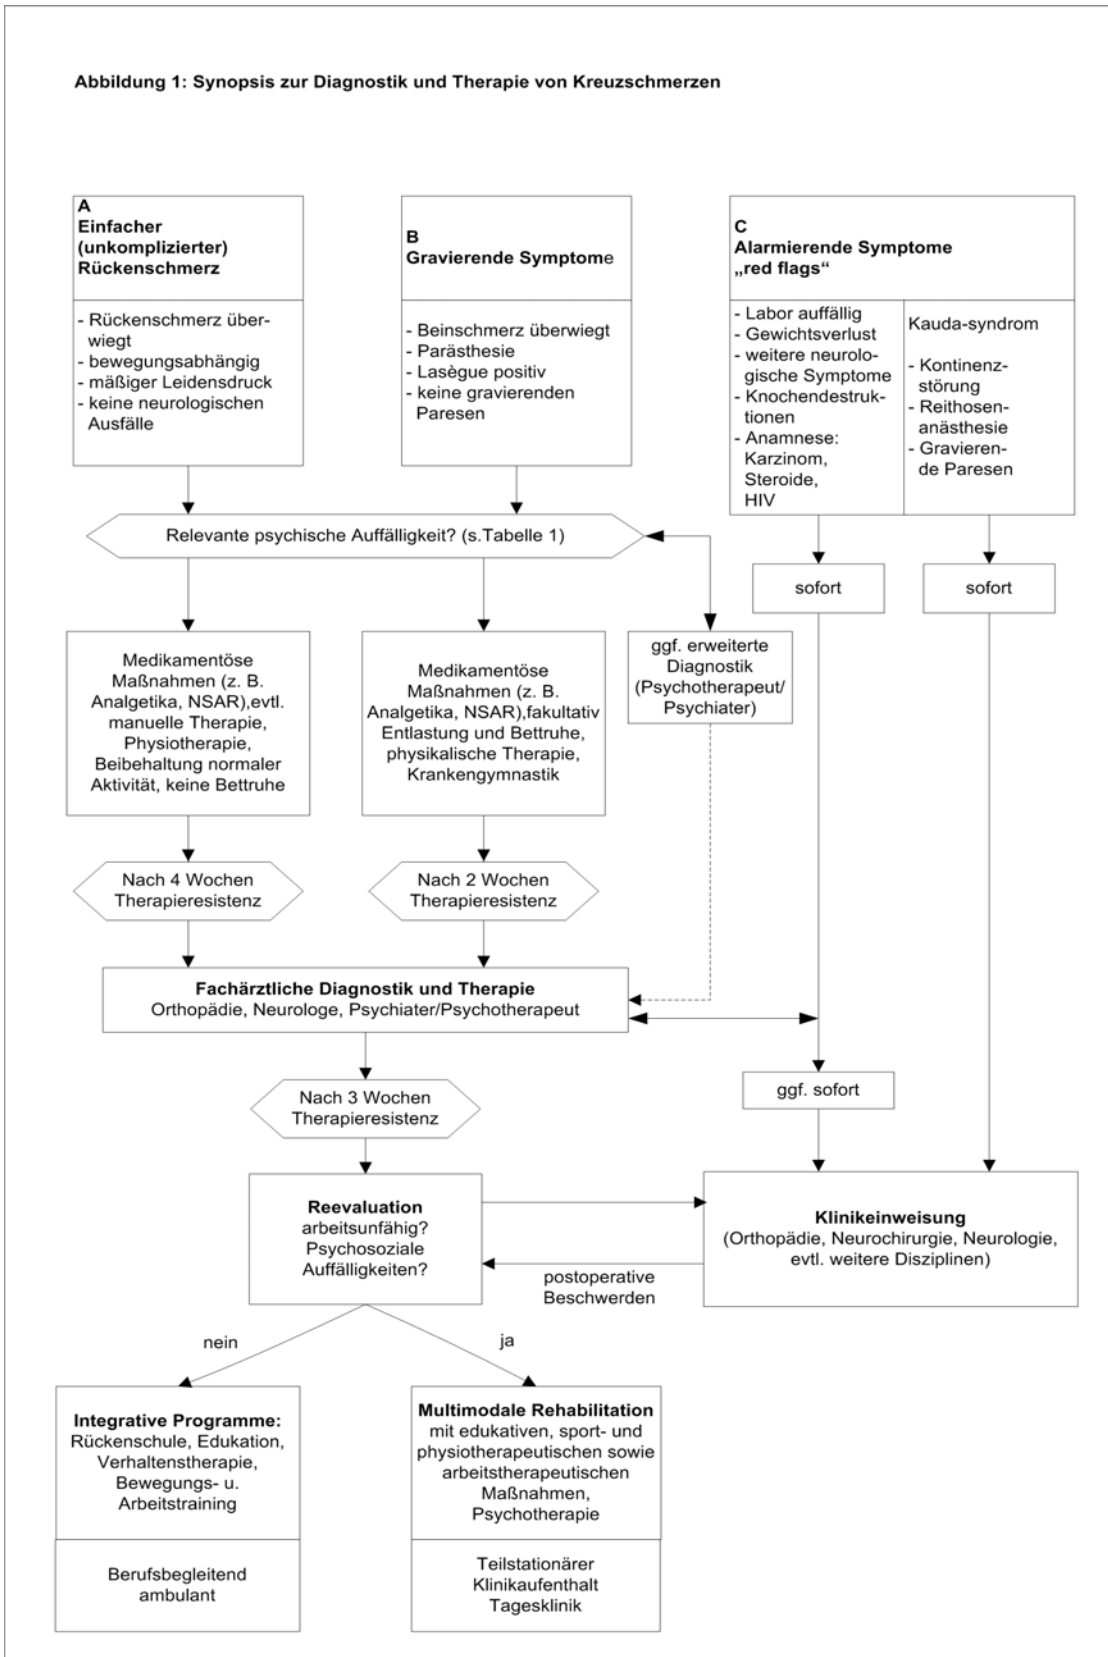 Abbildung 1: Synopsis zur Diagnostik und Therapie von Kreuzschmerzen
A
Einfacher
(unkomplizierter)
Rückenschmerz
- Rückenschmerz über-
wiegt
- bewegungsabhängig
- mäßiger Leidensdruck
- keine neurologischen
Ausfälle
B
Gravierende Symptome
- Beinschmerz überwiegt
- Parästhesie
- Lasègue positiv
- keine gravierenden
Paresen
C
Alarmierende Symptome
„red flags“
- Labor auffällig
- Gewichtsverlust
- weitere neurolo-
gische Symptome
- Knochendestruk-
tionen
- Anamnese:
Karzinom,
Steroide,
HIV
Kauda-syndrom
- Kontinenz-
störung
- Reithosen-
anästhesie
- Gravieren-
de Paresen
Relevante psychische Auffälligkeit? (s.Tabelle 1)
sofort
sofort
Medikamentöse
Maßnahmen (z. B.
Analgetika, NSAR),evtl.
manuelle Therapie,
Physiotherapie,
Beibehaltung normaler
Aktivität, keine Bettruhe
Medikamentöse
Maßnahmen (z. B.
Analgetika, NSAR),fakultativ
Entlastung und Bettruhe,
physikalische Therapie,
Krankengymnastik
ggf. erweiterte
Diagnostik
(Psychotherapeut/
Psychiater)
Nach 4 Wochen
Therapieresistenz
Nach 2 Wochen
Therapieresistenz
Fachärztliche Diagnostik und Therapie
Orthopädie, Neurologe, Psychiater/Psychotherapeut
Nach 3 Wochen
Therapieresistenz
ggf. sofort
Reevaluation
arbeitsunfähig?
Psychosoziale
Auffälligkeiten?
Klinikeinweisung
(Orthopädie, Neurochirurgie, Neurologie,
evtl. weitere Disziplinen)
postoperative
Beschwerden
nein
ja
Integrative Programme:
Rückenschule, Edukation,
Verhaltenstherapie,
Bewegungs- u.
Arbeitstraining
Berufsbegleitend
ambulant
Multimodale Rehabilitation
mit edukativen, sport- und
physiotherapeutischen sowie
arbeitstherapeutischen
Maßnahmen,
Psychotherapie
Teilstationärer
Klinikaufenthalt
Tagesklinik